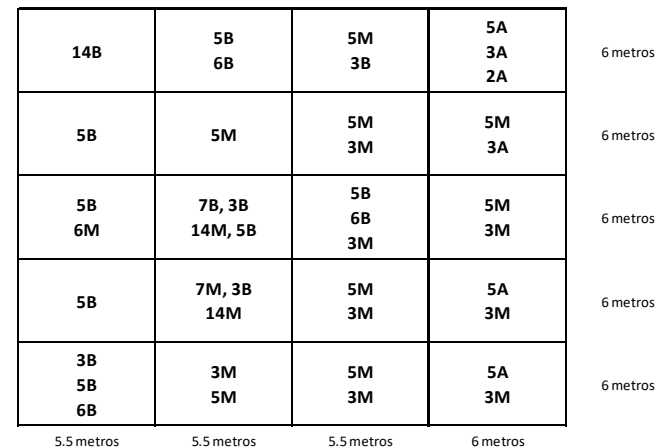 14B
5B
6B
5M
3B
5A
3A
2A
6 metros
5B
5M
5M
3M
5M
3A
6 metros
5B
6M
7B, 3B
14M, 5B
5B
6B
3M
5M
3M
6 metros
5B
7M, 3B
14M
5M
3M
5A
3M
6 metros
3B
5B
6B
3M
5M
5M
3M
5A
3M
6 metros
5.5 metros
5.5 metros
5.5 metros
6 metros